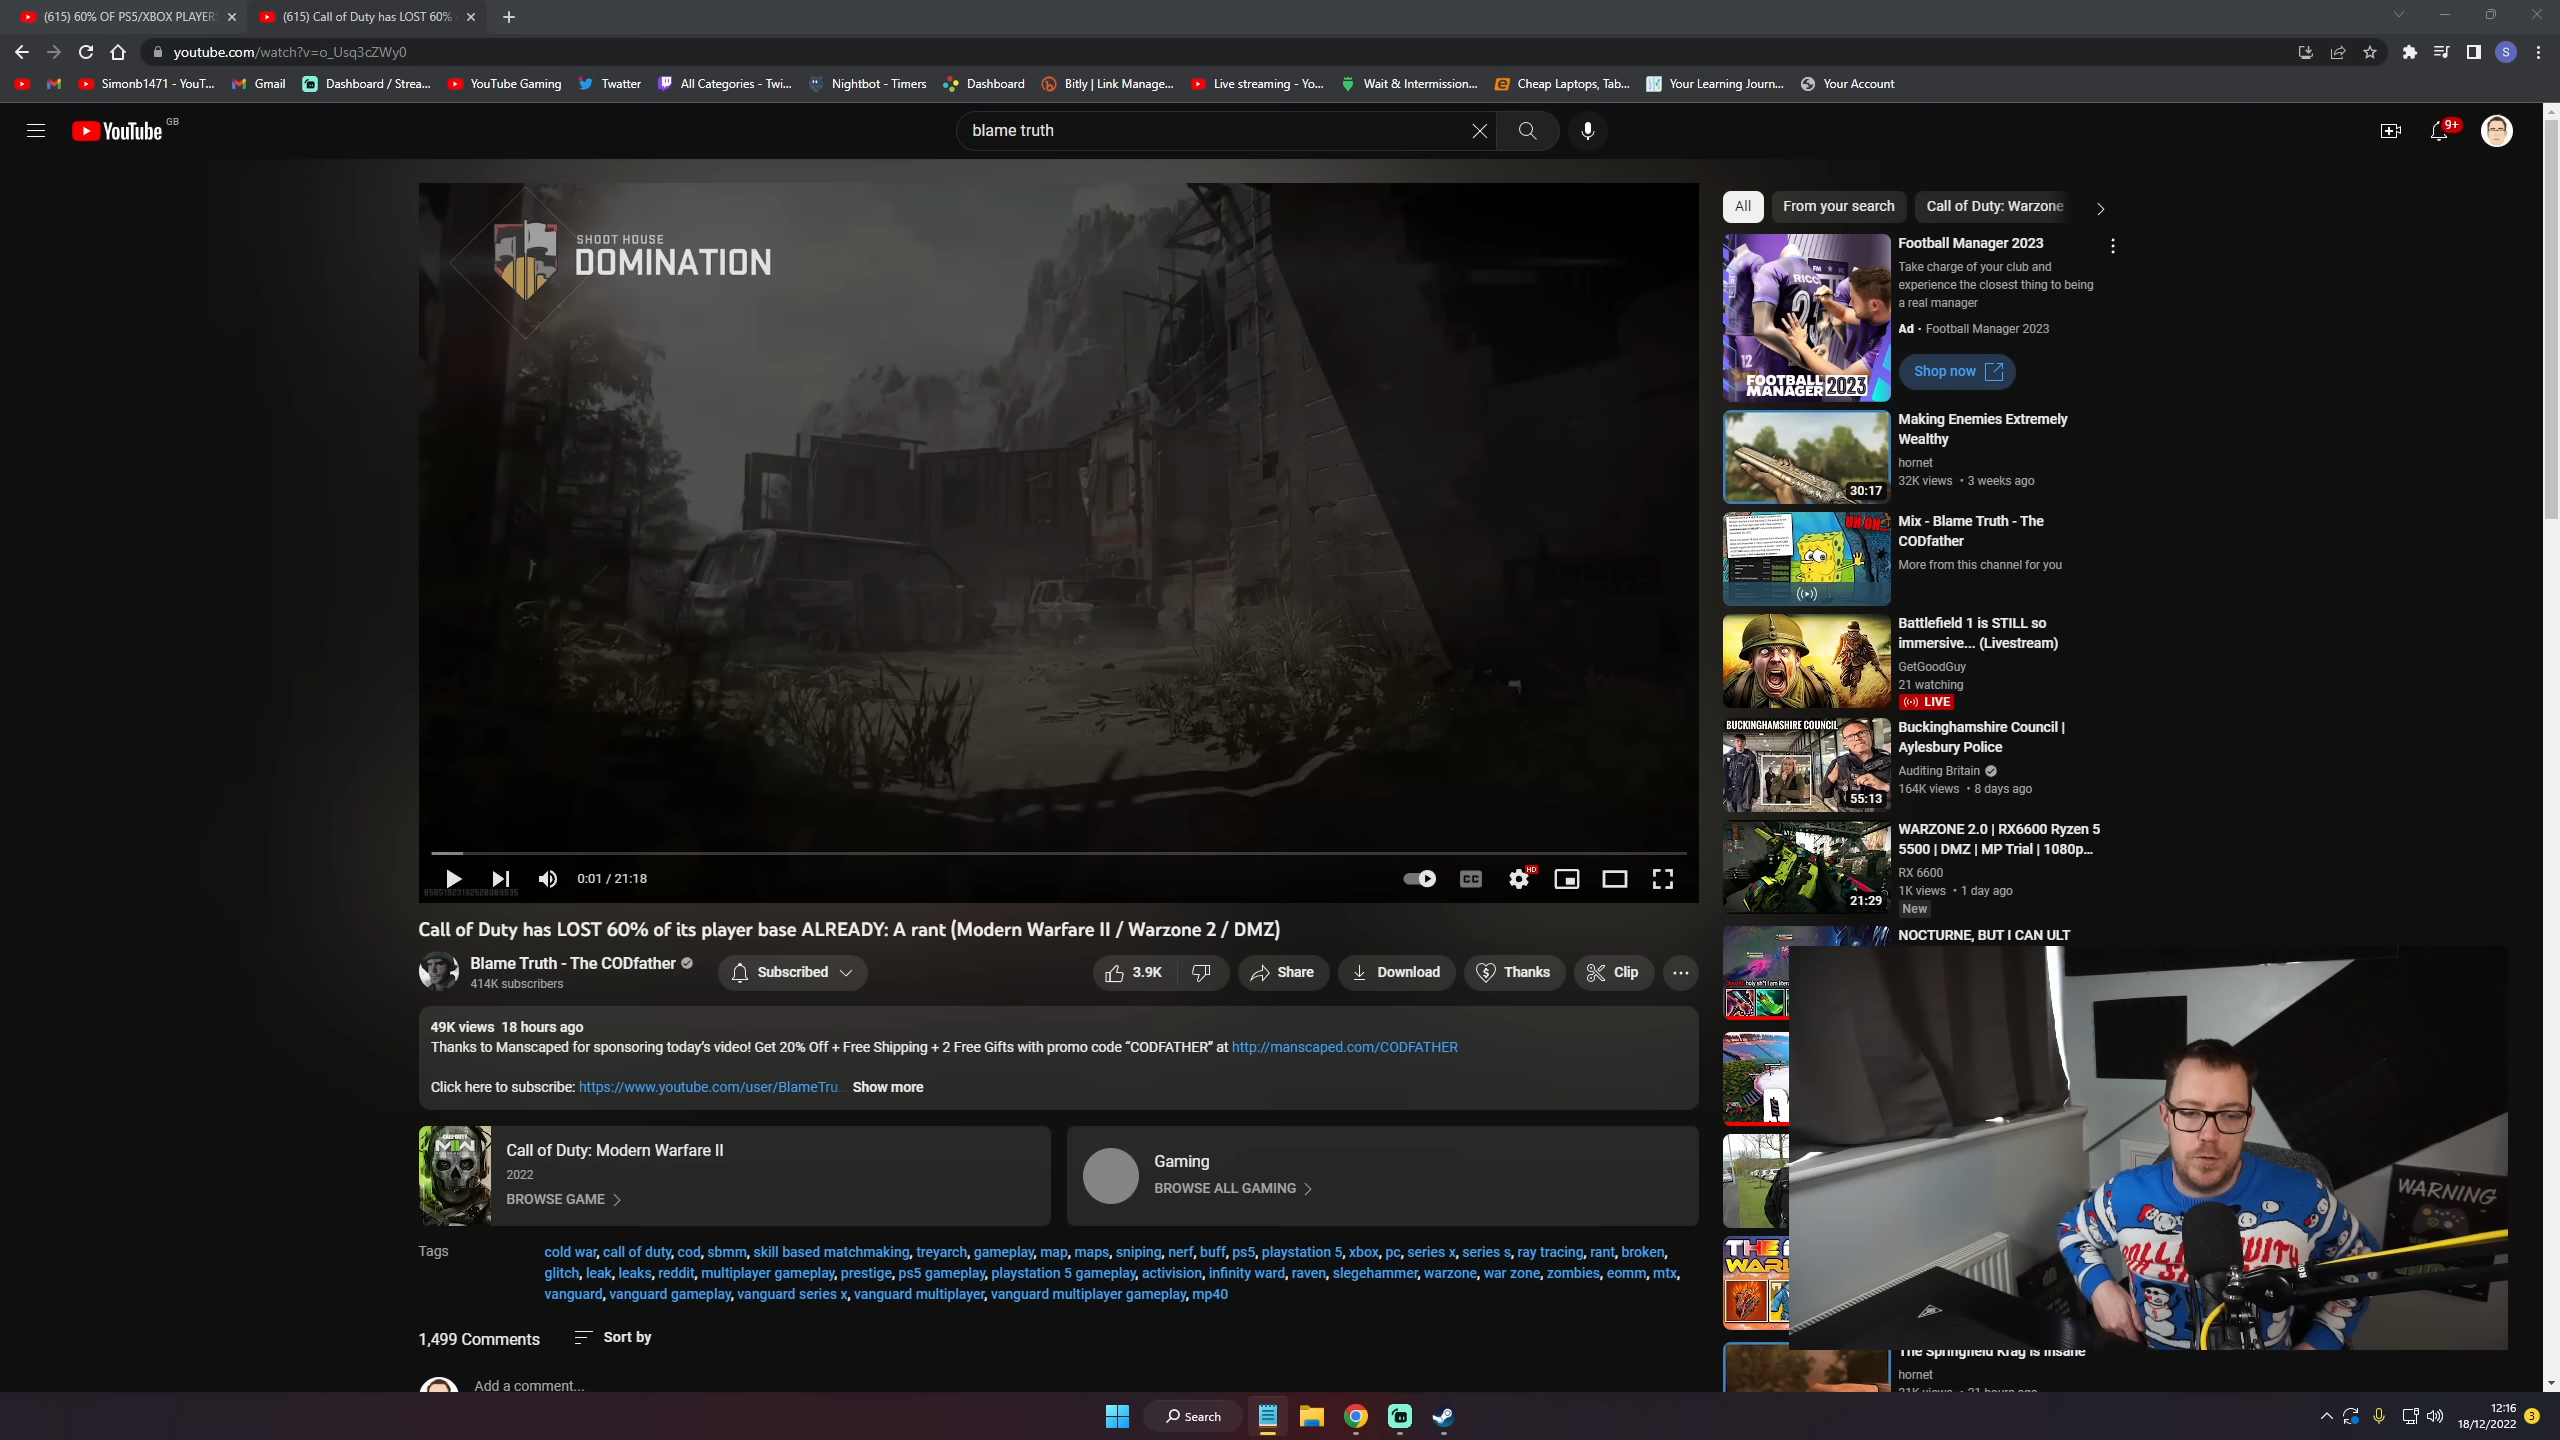 (615) 60% OF PS5/XBOX PLAYERS
(615) Call of Duty has LOST 60%
youtube.com/watch?v=o_Usq3cZWy0
Simonb1471 - YouT...
Gmail
Dashboard / Strea...
YouTube Gaming
Twatter
All Categories - Twi...
Nightbot - Timers
Dashboard
Bitly | Link Manage...
Live streaming - Yo...
Wait & Intermission...
Cheap Laptops, Tab...
Your Learning Journ...
Your Account
YouTube GB
blame truth
9+
SHOOT HOUSE
DOMINATION
0:01 / 21:18
CC
HD
Call of Duty has LOST 60% of its player base ALREADY: A rant (Modern Warfare II / Warzone 2 / DMZ)
Blame Truth - The CODfather
414K subscribers
Subscribed
3.9K
Share
Download
Thanks
Clip
49K views 18 hours ago
Thanks to Manscaped for sponsoring today's video! Get 20% Off + Free Shipping + 2 Free Gifts with promo code “CODFATHER” at http://manscaped.com/CODFATHER
Click here to subscribe: https://www.youtube.com/user/BlameTru... Show more
Call of Duty: Modern Warfare II
2022
BROWSE GAME
Gaming
BROWSE ALL GAMING
Tags
cold war, call of duty, cod, sbmm, skill based matchmaking, treyarch, gameplay, map, maps, sniping, nerf, buff, ps5, playstation 5, xbox, pc, series x, series s, ray tracing, rant, broken,
glitch, leak, leaks, reddit, multiplayer gameplay, prestige, ps5 gameplay, playstation 5 gameplay, activision, infinity ward, raven, slegehammer, warzone, war zone, zombies, eomm, mtx,
vanguard, vanguard gameplay, vanguard series x, vanguard multiplayer, vanguard multiplayer gameplay, mp40
1,499 Comments
Sort by
Add a comment...
All
From your search
Call of Duty: Warzone
RICCI
FOOTBALL
MANAGER 2023
Football Manager 2023
Take charge of your club and
experience the closest thing to being
a real manager
Ad · Football Manager 2023
Shop now
30:17
Making Enemies Extremely
Wealthy
hornet
32K views • 3 weeks ago
Mix - Blame Truth - The
CODfather
More from this channel for you
Battlefield 1 is STILL so
immersive... (Livestream)
GetGoodGuy
21 watching
LIVE
BUCKINGHAMSHIRE COUNCIL
55:13
Buckinghamshire Council |
Aylesbury Police
Auditing Britain
164K views • 8 days ago
21:29
WARZONE 2.0 | RX6600 Ryzen 5
5500 | DMZ | MP Trial | 1080p...
RX 6600
1K views • 1 day ago
New
NOCTURNE, BUT I CAN ULT
WARNING
The Springfield Krag is insane
hornet
Search
12:16
18/12/2022
3